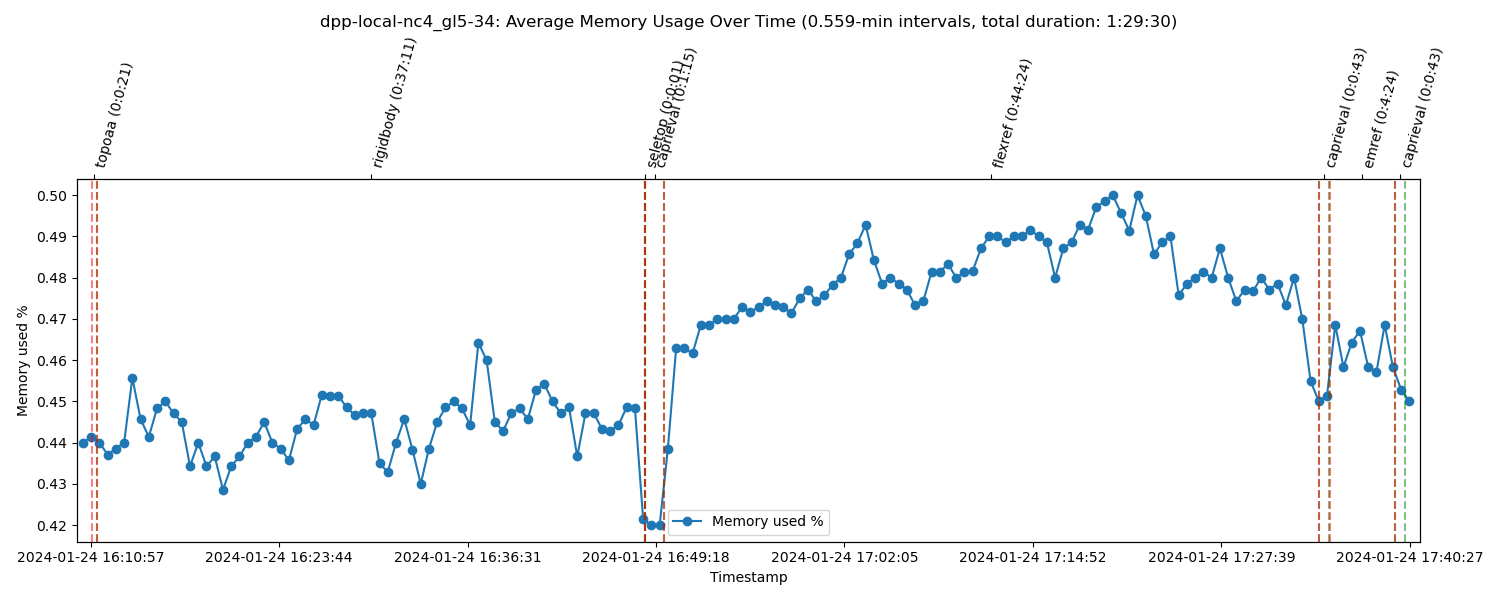 dpp-local-nc4_gl5-34: Average Memory Usage Over Time (0.559-min intervals, total duration: 1:29:30)
topoaa (0:0:21)
rigidbody (0:37:11)
seletop (0:0:01)
caprieval (0:1:15)
flexref (0:44:24)
caprieval (0:0:43)
emref (0:4:24)
caprieval (0:0:43)
0.50
0.49
0.48
0.47
0.46
0.45
0.44
0.43
0.42
Memory used %
Memory used %
2024-01-24 16:10:57
2024-01-24 16:23:44
2024-01-24 16:36:31
2024-01-24 16:49:18
2024-01-24 17:02:05
2024-01-24 17:14:52
2024-01-24 17:27:39
2024-01-24 17:40:27
Timestamp